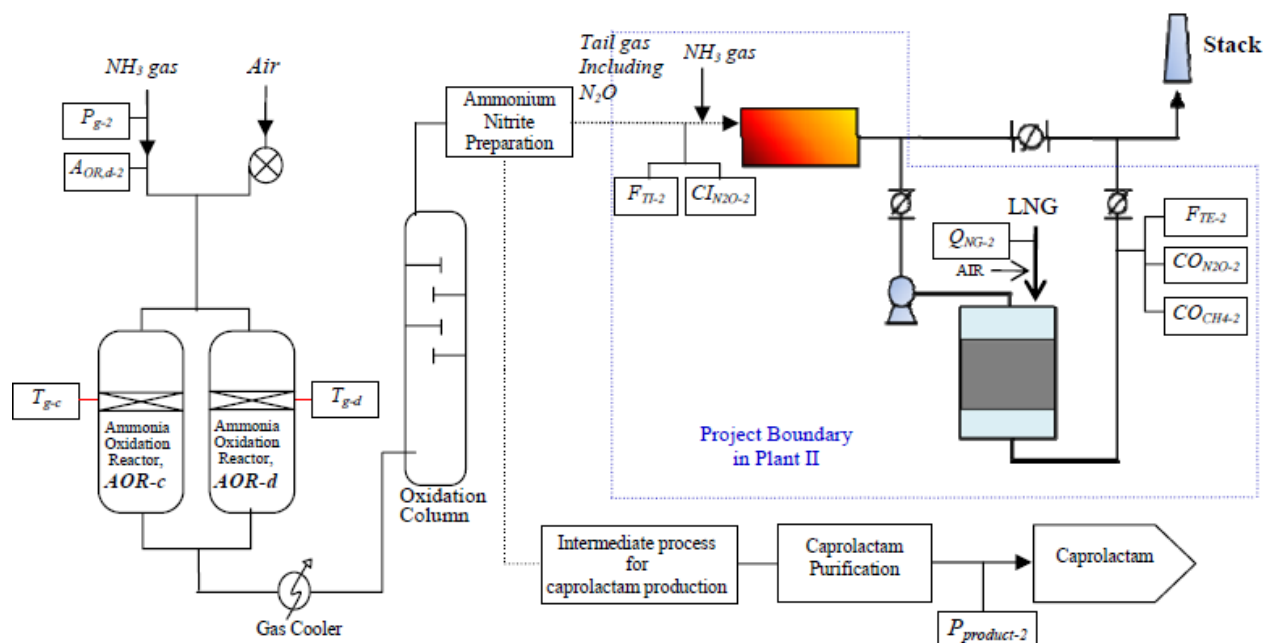 NH3 gas
Air
Pg-2
AOR,d-2
Tg-c
Ammonia
Oxidation
Reactor,
AOR-c
Ammonia
Oxidation
Reactor,
AOR-d
Tg-d
Gas Cooler
Oxidation
Column
Ammonium
Nitrite
Preparation
Tail gas
Including
N2O
NH3 gas
FTI-2
CIN2O-2
Stack
LNG
QNG-2
AIR
FTE-2
CON2O-2
COCH4-2
Project Boundary
in Plant II
Intermediate process
for
caprolactam production
Caprolactam
Purification
Caprolactam
Pproduct-2